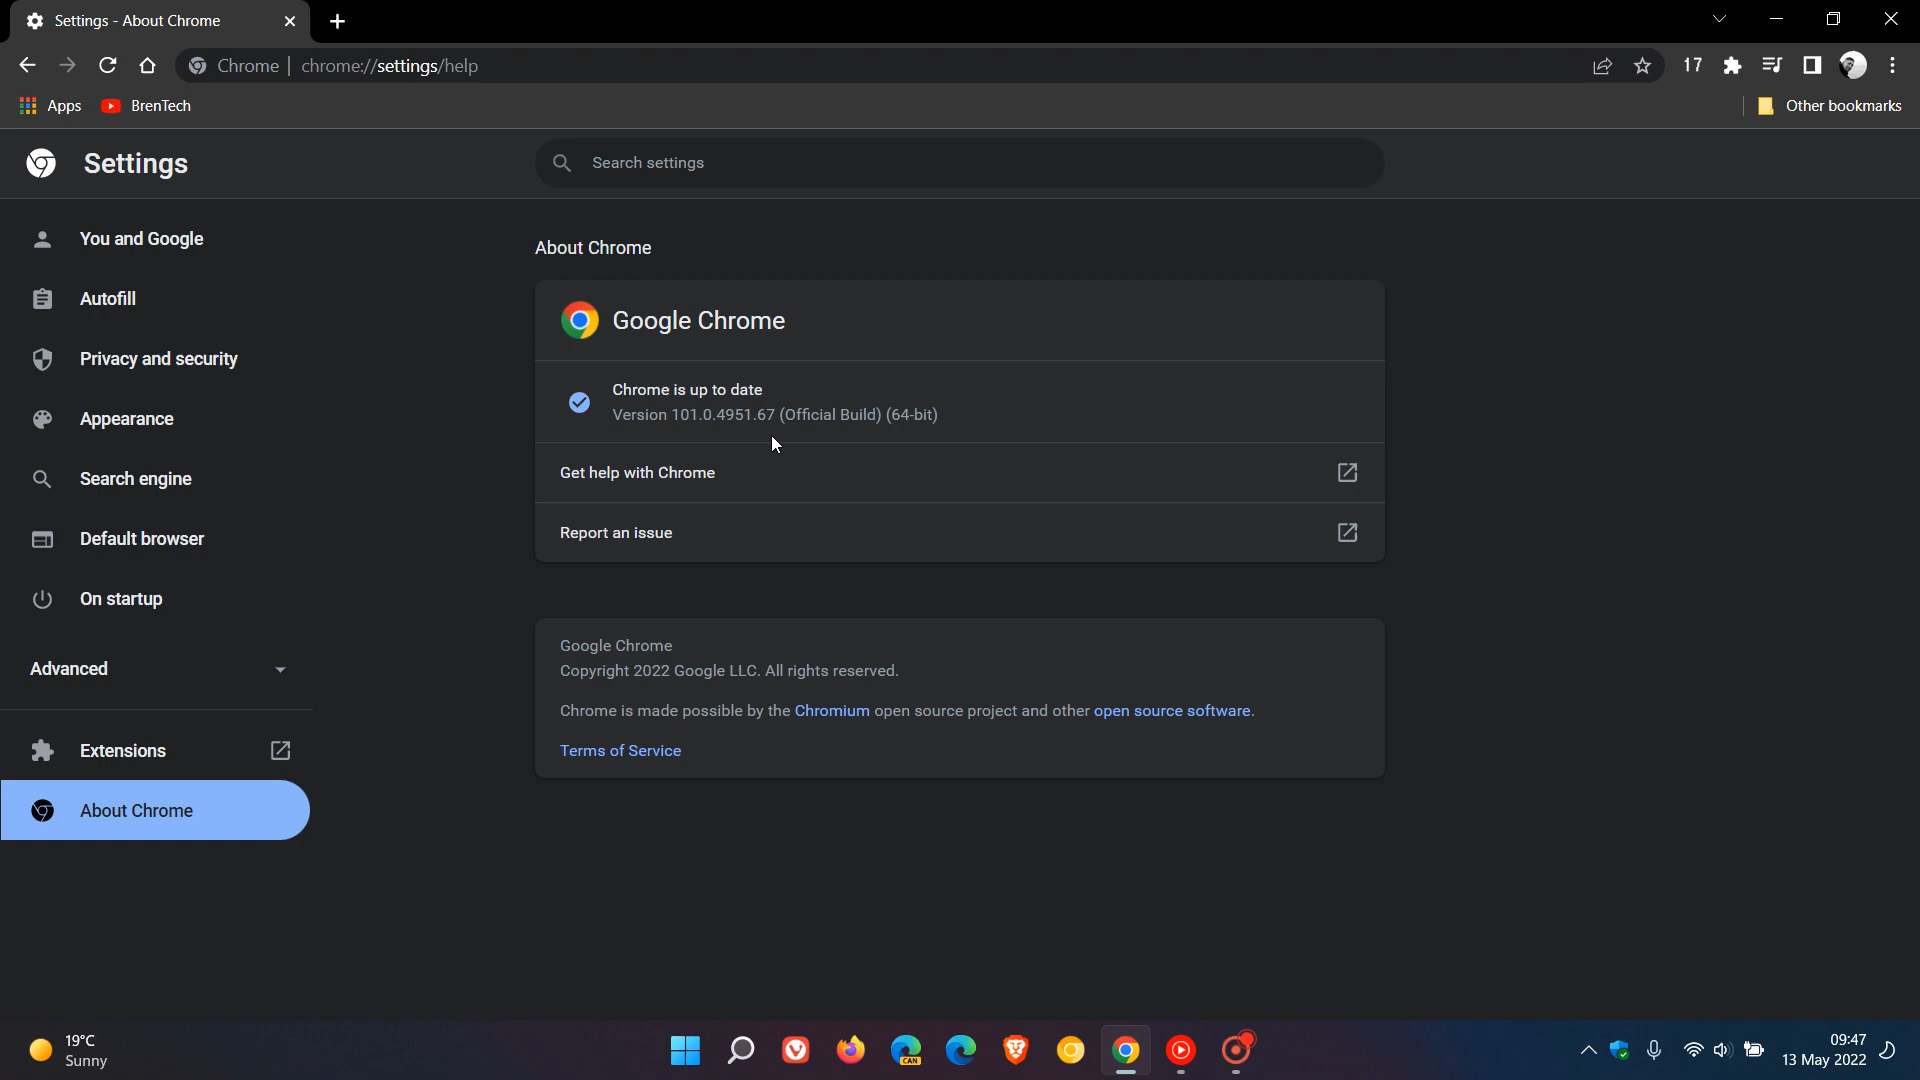 Settings - About Chrome
Chrome | chrome://settings/help
17
Apps BrenTech Other bookmarks
Settings
Search settings
You and Google
Autofill
Privacy and security
Appearance
Search engine
Default browser
On startup
Advanced
Extensions
About Chrome
About Chrome
Google Chrome
Chrome is up to date
Version 101.0.4951.67 (Official Build) (64-bit)
Get help with Chrome
Report an issue
Google Chrome
Copyright 2022 Google LLC. All rights reserved.
Chrome is made possible by the Chromium open source project and other open source software.
Terms of Service
19°C
Sunny
CAN
09:47
13 May 2022